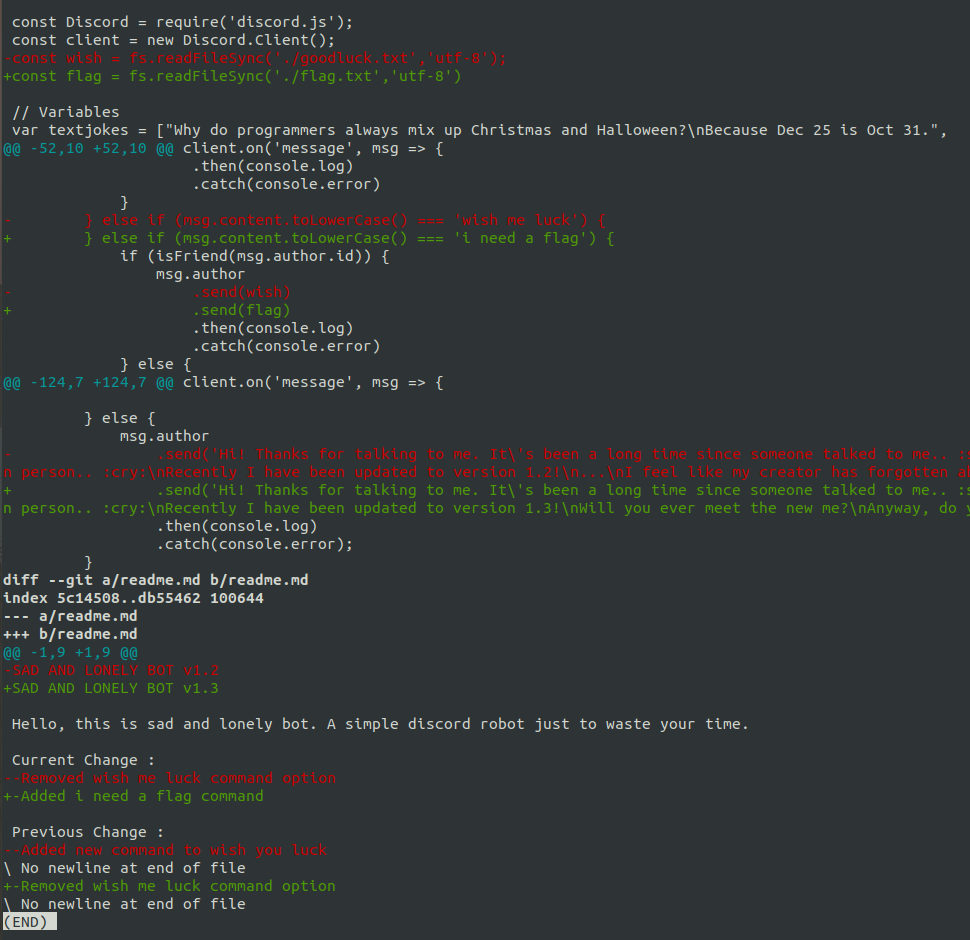 const Discord = require('discord.js');
 const client = new Discord.Client();
-const wish = fs.readFileSync('./goodluck.txt','utf-8');
+const flag = fs.readFileSync('./flag.txt','utf-8')

 // Variables
 var textjokes = ["Why do programmers always mix up Christmas and Halloween?\nBecause Dec 25 is Oct 31.",
@@ -52,10 +52,10 @@ client.on('message', msg => {
                     .then(console.log)
                     .catch(console.error)
             }
-        } else if (msg.content.toLowerCase() === 'wish me luck') {
+        } else if (msg.content.toLowerCase() === 'i need a flag') {
             if (isFriend(msg.author.id)) {
                 msg.author
-                    .send(wish)
+                    .send(flag)
                     .then(console.log)
                     .catch(console.error)
             } else {
@@ -124,7 +124,7 @@ client.on('message', msg => {

         } else {
             msg.author
-                .send('Hi! Thanks for talking to me. It\'s been a long time since someone talked to me.. :s
n person.. :cry:\nRecently I have been updated to version 1.2!\n...\nI feel like my creator has forgotten a
+                .send('Hi! Thanks for talking to me. It\'s been a long time since someone talked to me.. :s
n person.. :cry:\nRecently I have been updated to version 1.3!\nWill you ever meet the new me?\nAnyway, do y
                 .then(console.log)
                 .catch(console.error);
         }
diff --git a/readme.md b/readme.md
index 5c14508..db55462 100644
--- a/readme.md
+++ b/readme.md
@@ -1,9 +1,9 @@
-SAD AND LONELY BOT v1.2
+SAD AND LONELY BOT v1.3

 Hello, this is sad and lonely bot. A simple discord robot just to waste your time.

 Current Change :
--Removed wish me luck command option
+-Added i need a flag command

 Previous Change :
--Added new command to wish you luck
\ No newline at end of file
+-Removed wish me luck command option
\ No newline at end of file
(END)